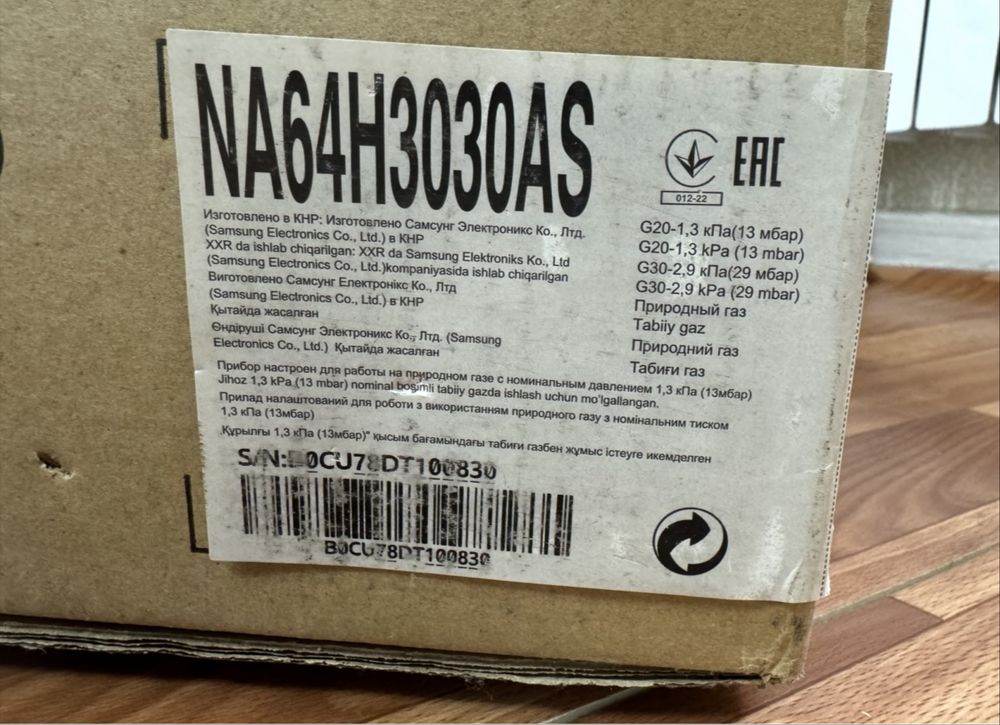 NA64H3030AS
012-22
EAC
Изготовлено в КНР: Изготовлено Самсунг Электроникс Ко., Лтд.
(Samsung Electronics Co., Ltd.) в КНР
XXR da ishlab chiqarilgan: XXR da Samsung Elektroniks Ko., Ltd
(Samsung Electronics Co., Ltd.)kompaniyasida ishlab chiqarilgan
Виготовлено Самсунг Електронікс Ко., Лтд
(Samsung Electronics Co., Ltd.) в КНР
Қытайда жасалған
Өндіруші Самсунг Электроникс Ко., Лтд. (Samsung
Electronics Co., Ltd.) Қытайда жасалған
G20-1,3 кПа(13 мбар)
G20-1,3 kPa (13 mbar)
G30-2,9 кПа(29 мбар)
G30-2,9 kPa (29 mbar)
Природный газ
Tabiiy gaz
Природний газ
Табиғи газ
Прибор настроен для работы на природном газе с номинальным давлением 1,3 кПа (13мбар)
Jihoz 1,3 kPa (13 mbar) nominal bosimli tabiiy gazda ishlash uchun mo'lgallangan.
Прилад налаштований для роботи з використанням природного газу з номінальним тиском
1,3 кПа (13мбар)
„Құрылғы 1,3 кПа (13мбар)" қысым бағамындағы табиғи газбен жұмыс істеуге икемделген
S/N:B0CU78DT100830
B0CU78DT100830